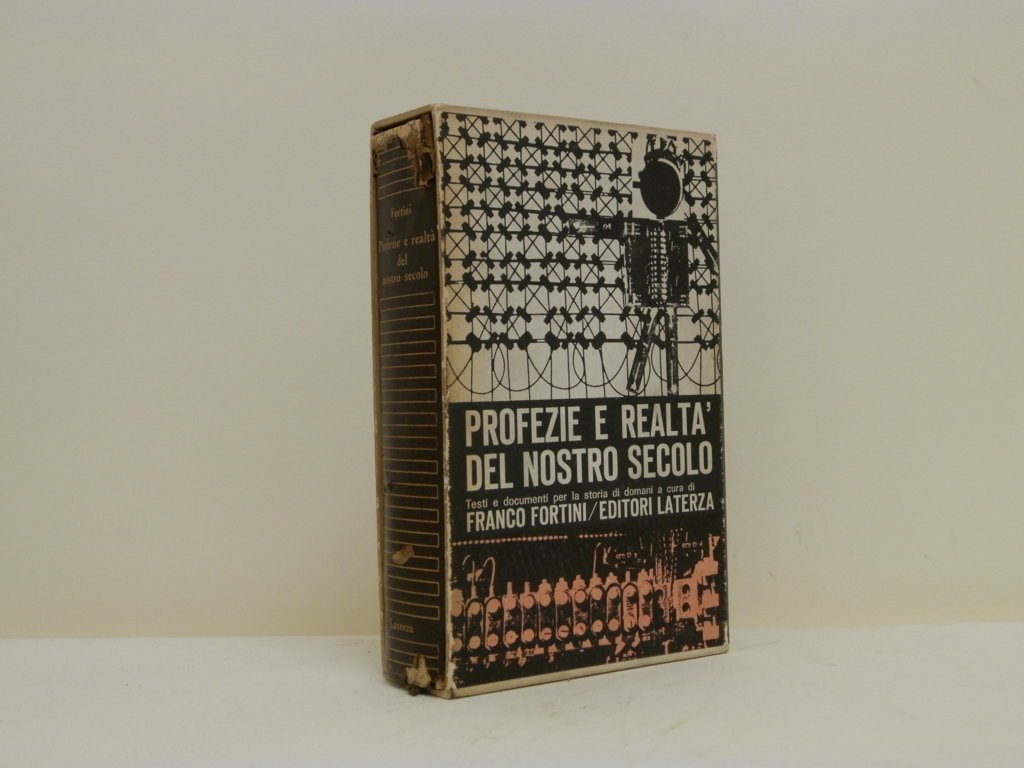 Fortini
Profezie e realtà
del
nostro secolo
Laterza
PROFEZIE E REALTA'
DEL NOSTRO SECOLO
Testi e documenti per la storia di domani a cura di
FRANCO FORTINI/EDITORI LATERZA